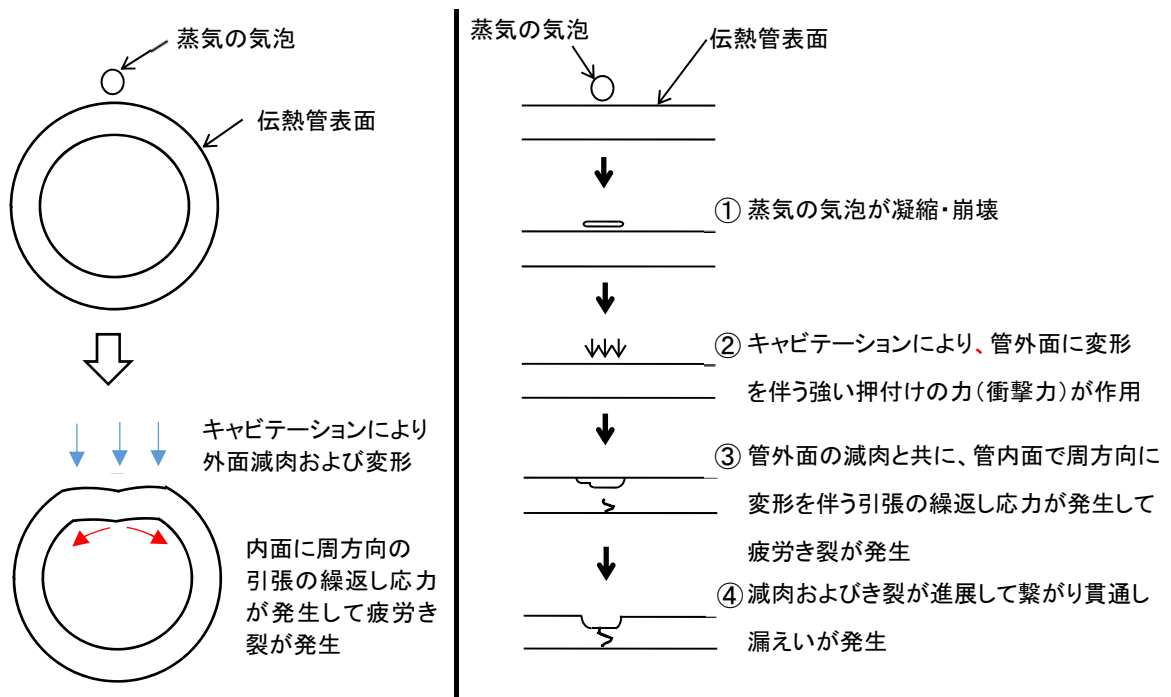 蒸気の気泡
伝熱管表面
キャビテーションにより
外面減肉および変形
内面に周方向の
引張の繰返し応力
が発生して疲労き
裂が発生
蒸気の気泡
伝熱管表面
① 蒸気の気泡が凝縮・崩壊
② キャビテーションにより、管外面に変形
を伴う強い押付けの力(衝撃力)が作用
③ 管外面の減肉と共に、管内面で周方向に
変形を伴う引張の繰返し応力が発生して
疲労き裂が発生
④ 減肉およびき裂が進展して繋がり貫通し
漏えいが発生